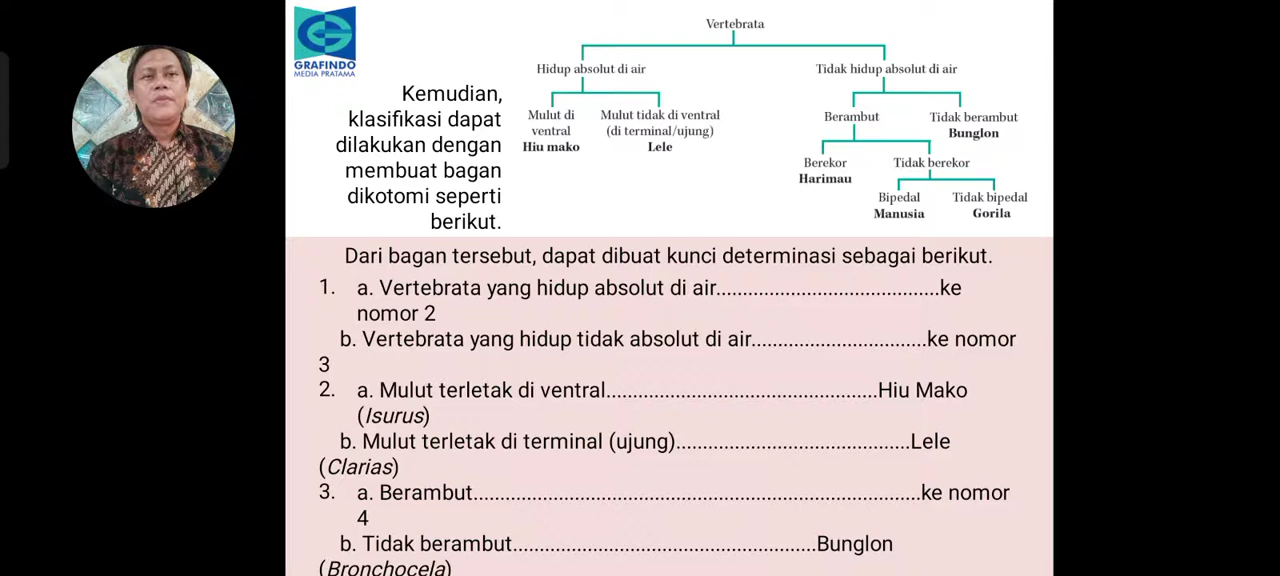 GRAFINDO
MEDIA PRATAMA
Kemudian,
klasifikasi dapat
dilakukan dengan
membuat bagan
dikotomi seperti
berikut.
Vertebrata
Hidup absolut di air
Tidak hidup absolut di air
Mulut di
ventral
Hiu mako
Mulut tidak di ventral
(di terminal/ujung)
Lele
Berambut
Tidak berambut
Bunglon
Berekor
Harimau
Tidak berekor
Bipedal
Manusia
Tidak bipedal
Gorila
Dari bagan tersebut, dapat dibuat kunci determinasi sebagai berikut.
1. a. Vertebrata yang hidup absolut di air..........................................ke
nomor 2
b. Vertebrata yang hidup tidak absolut di air.................................ke nomor
3
2. a. Mulut terletak di ventral...................................................Hiu Mako
(Isurus)
b. Mulut terletak di terminal (ujung)............................................Lele
(Clarias)
3. a. Berambut.....................................................................................ke nomor
4
b. Tidak berambut.........................................................Bunglon
(Bronchocela)